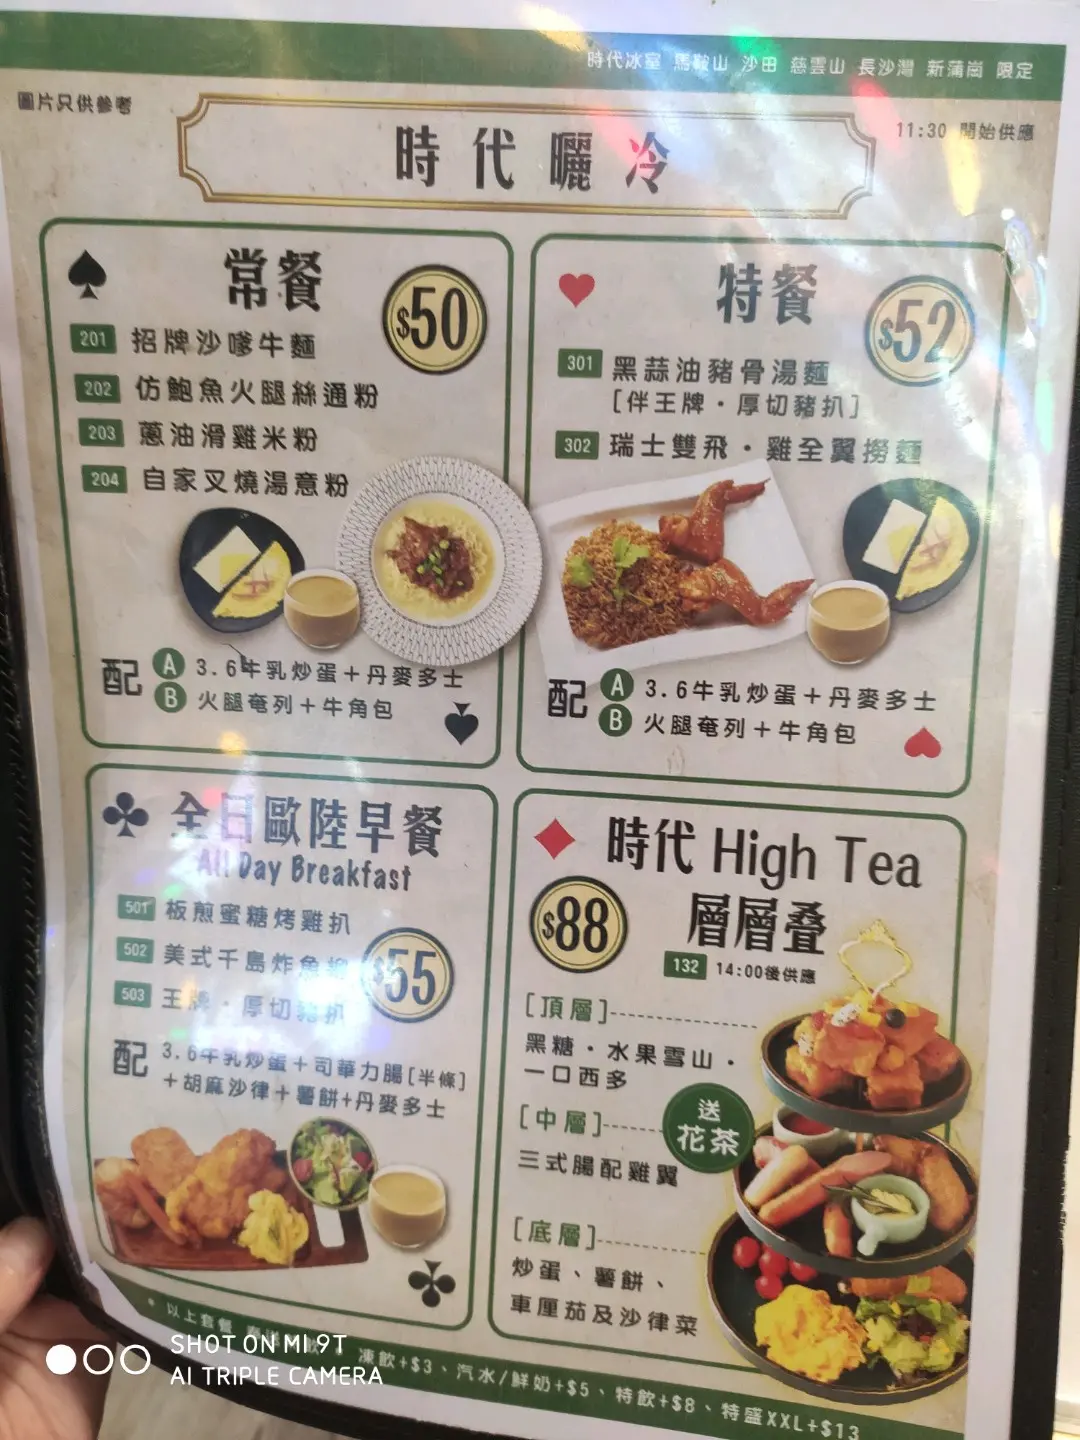 時代冰室 馬鞍山 沙田 慈雲山 長沙灣 新蒲崗 限定
圖片只供參考
11:30 開始供應
時代曬冷
常餐
$50
201 招牌沙嗲牛麵
202 仿鮑魚火腿絲通粉
203 蔥油滑雞米粉
204 自家叉燒湯意粉
配
A 3.6牛乳炒蛋+丹麥多士
B 火腿奄列+牛角包
特餐
$52
301 黑蒜油豬骨湯麵
[伴王牌・厚切豬扒]
302 瑞士雙飛・雞全翼撈麵
配
A 3.6牛乳炒蛋+丹麥多士
B 火腿奄列+牛角包
全日歐陸早餐
All Day Breakfast
$55
501 板煎蜜糖烤雞扒
502 美式千島炸魚柳
503 王牌・厚切豬扒
配 3.6牛乳炒蛋+司華力腸[半條]
+胡麻沙律+薯餅+丹麥多士
時代 High Tea
層層叠
$88
132 14:00後供應
[頂層]
黑糖・水果雪山・
一口西多
[中層]
三式腸配雞翼
送
花茶
[底層]
炒蛋、薯餅、
車厘茄及沙律菜
以上套餐
凍飲+$3、汽水/鮮奶+$5、特飲+$8、特盛XXL+$13
SHOT ON MI 9T
AI TRIPLE CAMERA